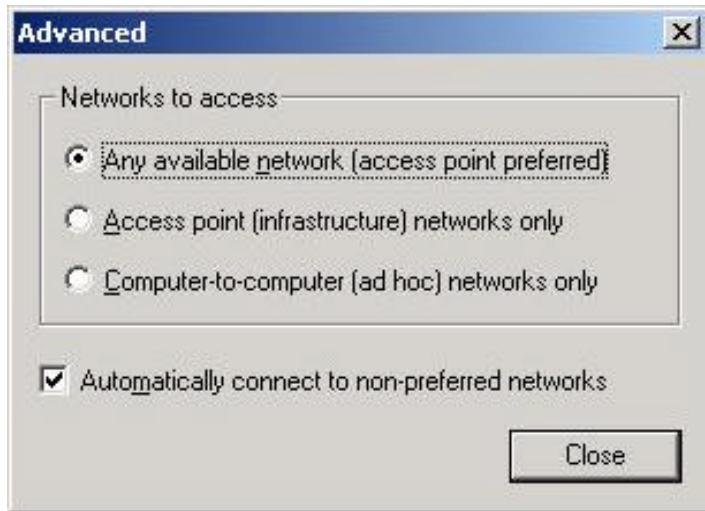 Advanced
Networks to access
Any available network (access point preferred)
Access point (infrastructure) networks only
Computer-to-computer (ad hoc) networks only
Automatically connect to non-preferred networks
Close